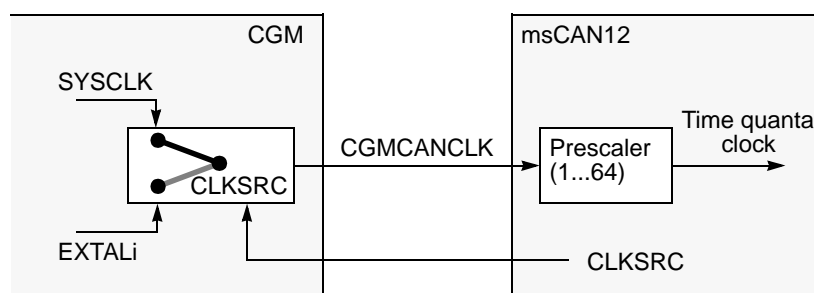 CGM
msCAN12
SYSCLK
CGMCANCLK
Prescaler
(1...64)
Time quanta
clock
CLKSRC
EXTALi
CLKSRC